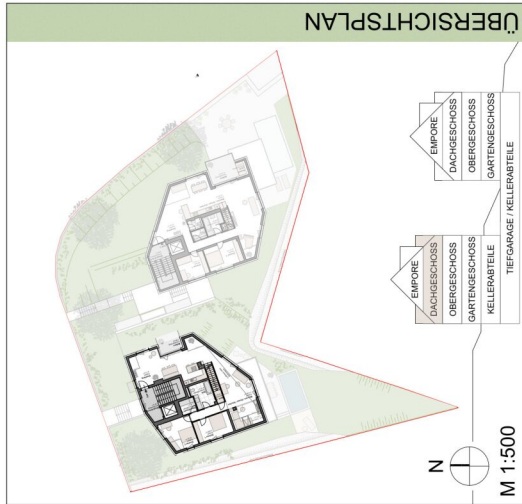 ÜBERSICHTSPLAN
EMPORE
DACHGESCHOSS
OBERGESCHOSS
GARTENGESCHOSS
EMPORE
DACHGESCHOSS
OBERGESCHOSS
GARTENGESCHOSS
KELLERABTEILE
TIEFGARAGE / KELLERABTEILE
N
M 1:500